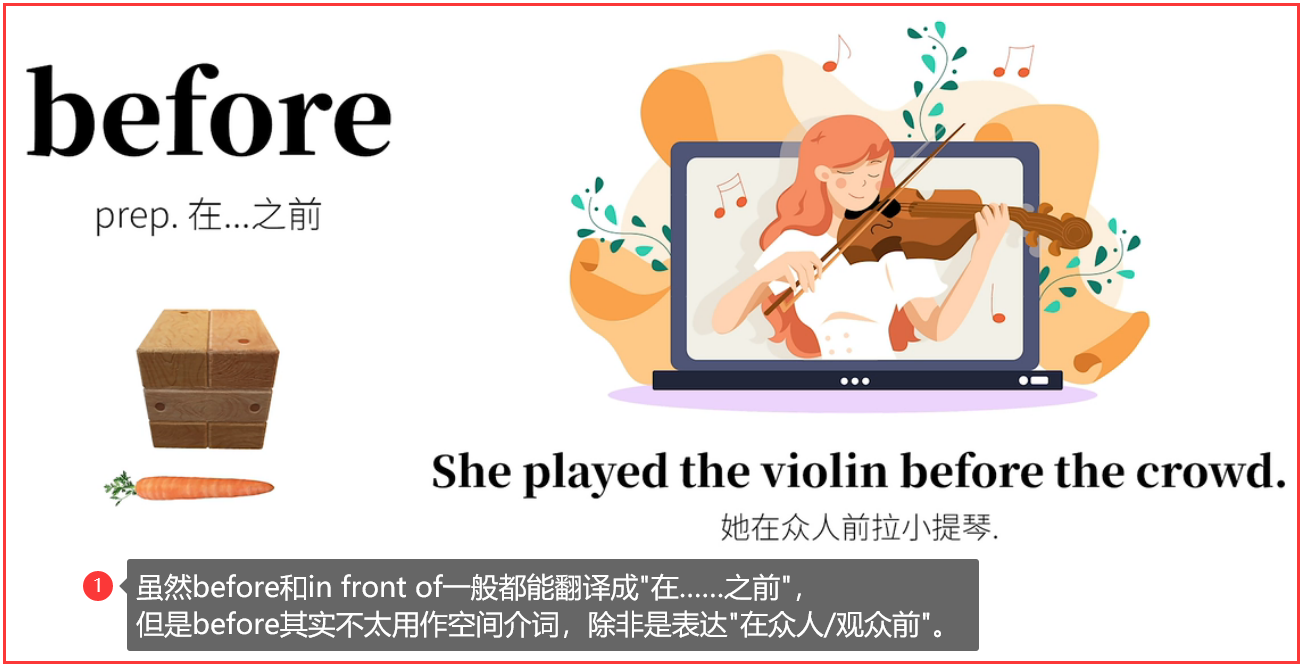 before
prep. 在...之前
She played the violin before the crowd.
她在众人前拉小提琴.
1
虽然before和in front of一般都能翻译成"在......之前",
但是before其实不太用作空间介词，除非是表达"在众人/观众前"。